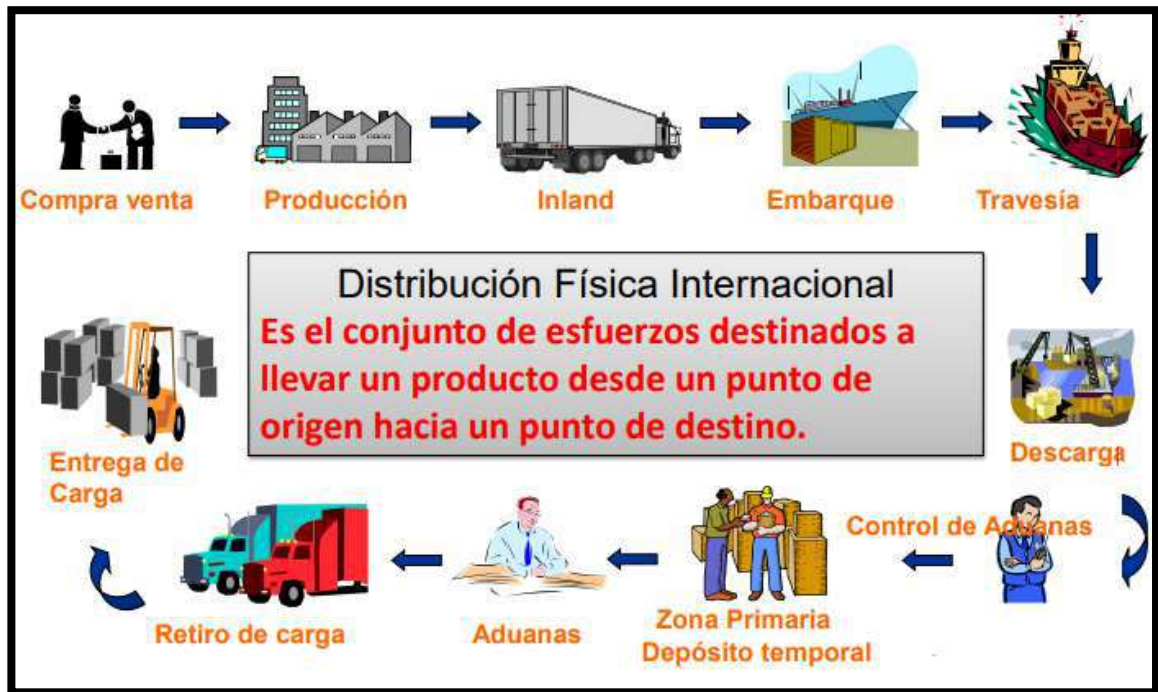 Compra venta
Producción
Inland
Embarque
Travesía
Distribución Física Internacional
Es el conjunto de esfuerzos destinados a
llevar un producto desde un punto de
origen hacia un punto de destino.
Descarga
Control de Aduanas
Zona Primaria
Depósito temporal
Aduanas
Retiro de carga
Entrega de
Carga